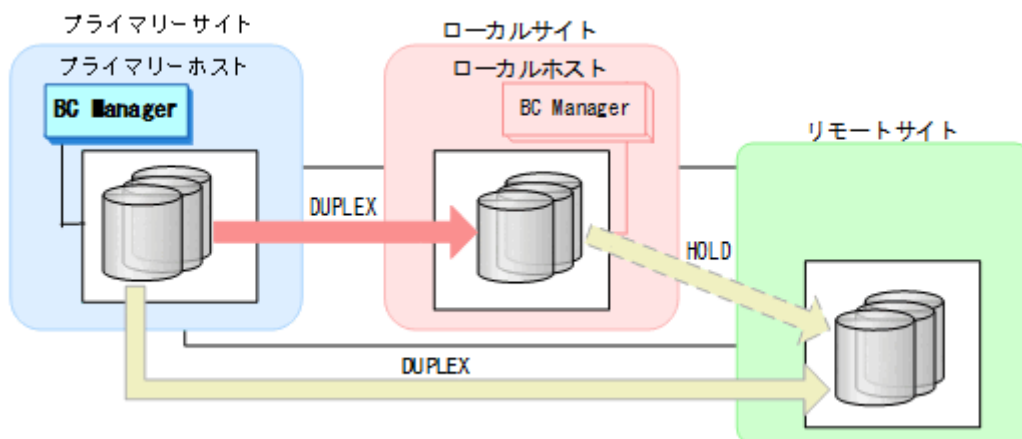 プライマリーサイト
プライマリーホスト
BC Manager
ローカルサイト
ローカルホスト
BC Manager
リモートサイト
DUPLEX
HOLD
DUPLEX